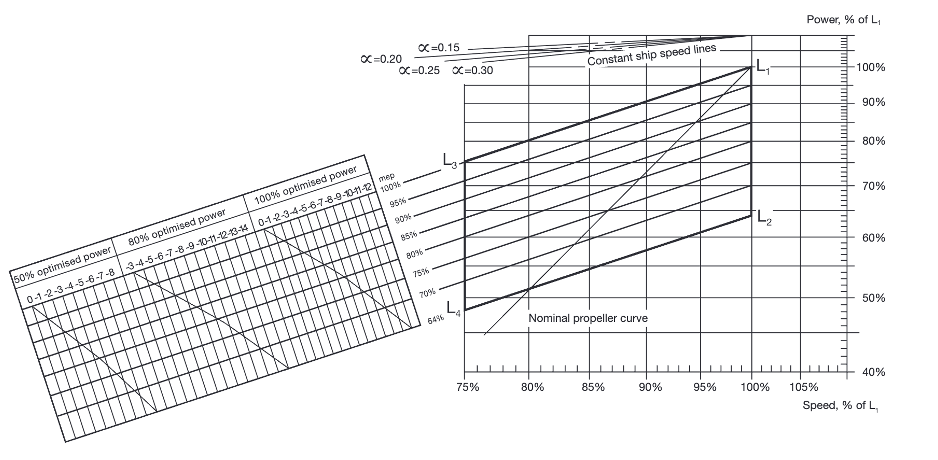 Power, % of L1
∝=0.15
∝=0.20
Constant ship speed lines
∝=0.25 ∝=0.30
L1
100%
90%
80%
L3
70%
L2
60%
50%
L4
Nominal propeller curve
40%
75% 80% 85% 90% 95% 100% 105%
Speed, % of L1
mep
100%
95%
90%
85%
80%
75%
70%
64%
100% optimised power
0-1-2-3-4-5-6-7-8-9-10-11-12
80% optimised power
-3-4-5-6-7-8-9-10-11-12-13-14
50% optimised power
0-1-2-3-4-5-6-7-8